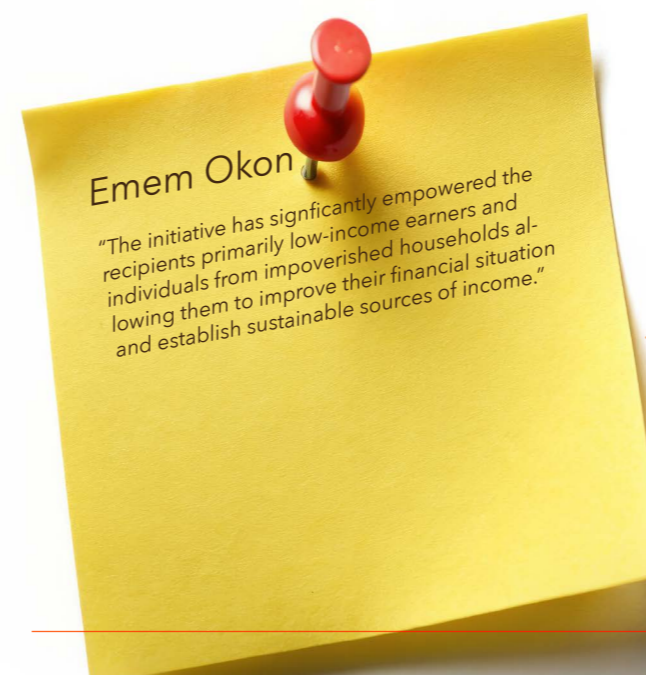 Emem Okon
“The initiative has signficantly empowered the
recipients primarily low-income earners and
individuals from impoverished households al-
lowing them to improve their financial situation
and establish sustainable sources of income.”